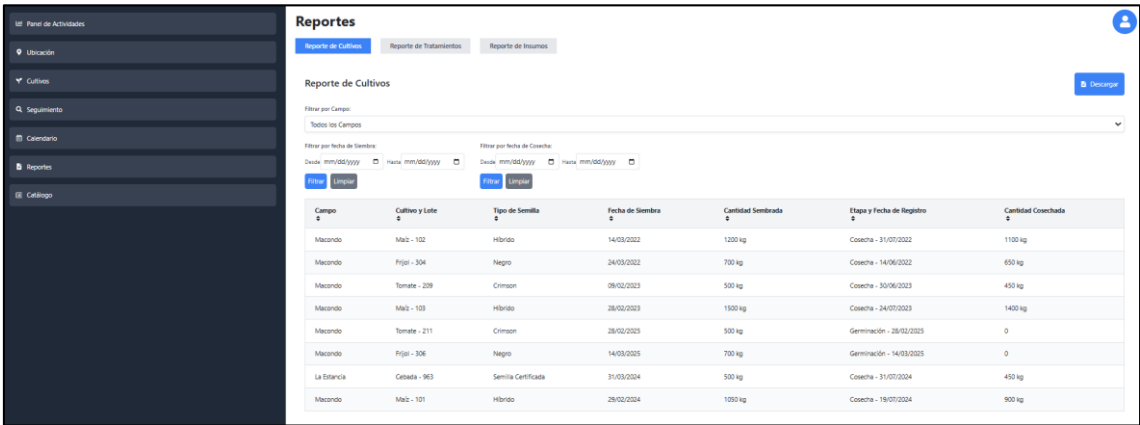 Panel de Actividades
Ubicación
Cultivos
Seguimiento
Calendario
Reportes
Catálogo
Reportes
Reporte de Cultivos Reporte de Tratamientos Reporte de Insumos
Reporte de Cultivos
Descargar
Filtrar por Campo:
Todos los Campos
Filtrar por fecha de Siembra: Filtrar por fecha de Cosecha:
Desde mm/dd/yyyy Hasta mm/dd/yyyy Desde mm/dd/yyyy Hasta mm/dd/yyyy
Filtrar Limpiar Filtrar Limpiar
Campo Cultivo y Lote Tipo de Semilla Fecha de Siembra Cantidad Sembrada Etapa y Fecha de Registro Cantidad Cosechada
Macondo Maíz - 102 Híbrido 14/03/2022 1200 kg Cosecha - 31/07/2022 1100 kg
Macondo Frijol - 304 Negro 24/03/2022 700 kg Cosecha - 14/06/2022 650 kg
Macondo Tomate - 209 Crimson 09/02/2023 500 kg Cosecha - 30/06/2023 450 kg
Macondo Maíz - 103 Híbrido 28/02/2023 1500 kg Cosecha - 24/07/2023 1400 kg
Macondo Tomate - 211 Crimson 28/02/2025 500 kg Germinación - 28/02/2025 0
Macondo Frijol - 306 Negro 14/03/2025 700 kg Germinación - 14/03/2025 0
La Estancia Cebada - 963 Semilla Certificada 31/03/2024 500 kg Cosecha - 31/07/2024 450 kg
Macondo Maíz - 101 Híbrido 29/02/2024 1050 kg Cosecha - 19/07/2024 900 kg